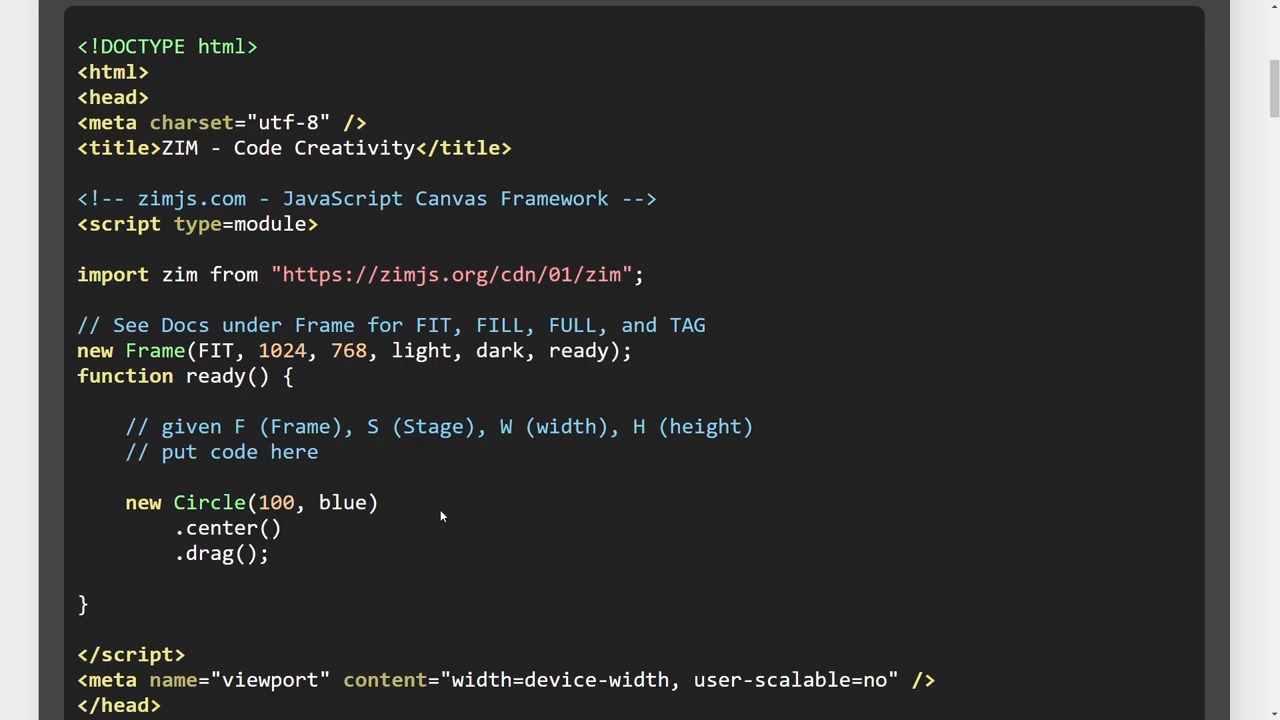 <!DOCTYPE html>
<html>
<head>
<meta charset="utf-8" />
<title>ZIM - Code Creativity</title>
<!-- zimjs.com - JavaScript Canvas Framework -->
<script type=module>
import zim from "https://zimjs.org/cdn/01/zim";
// See Docs under Frame for FIT, FILL, FULL, and TAG
new Frame(FIT, 1024, 768, light, dark, ready);
function ready() {
// given F (Frame), S (Stage), W (width), H (height)
// put code here
new Circle(100, blue)
.center()
.drag();
}
</script>
<meta name="viewport" content="width=device-width, user-scalable=no" />
</head>